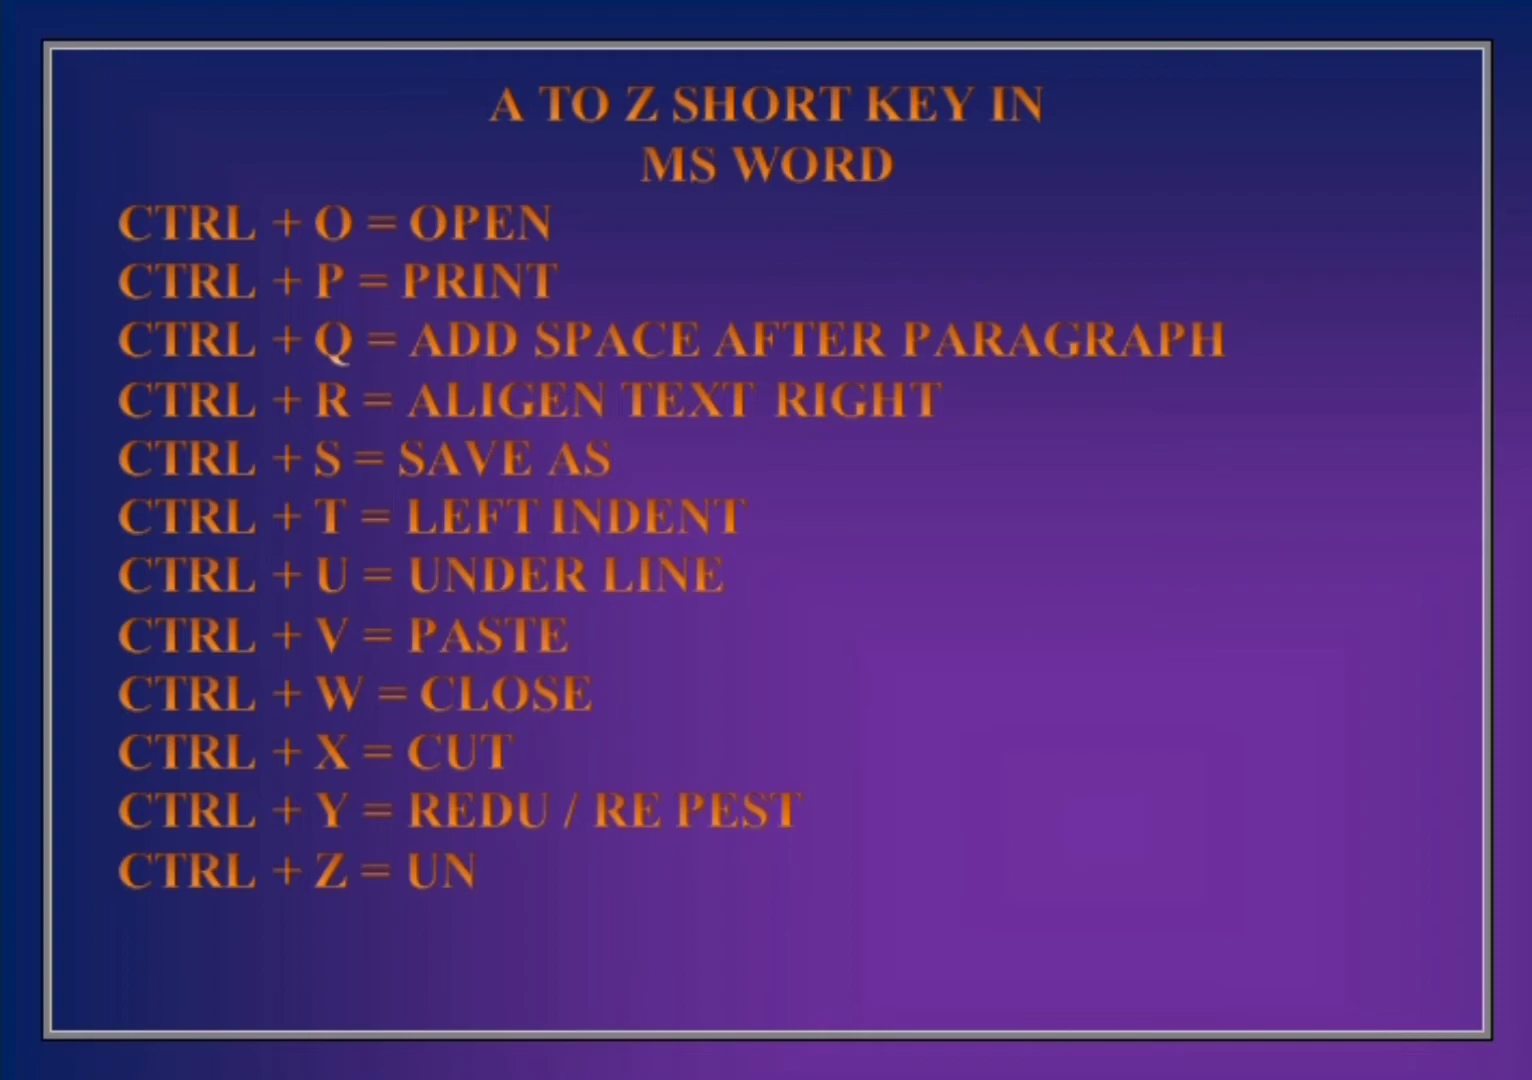 A TO Z SHORT KEY IN
MS WORD
CTRL + O = OPEN
CTRL + P = PRINT
CTRL + Q = ADD SPACE AFTER PARAGRAPH
CTRL + R = ALIGEN TEXT RIGHT
CTRL + S = SAVE AS
CTRL + T = LEFT INDENT
CTRL + U = UNDER LINE
CTRL + V = PASTE
CTRL + W = CLOSE
CTRL + X = CUT
CTRL + Y = REDU / RE PEST
CTRL + Z = UN